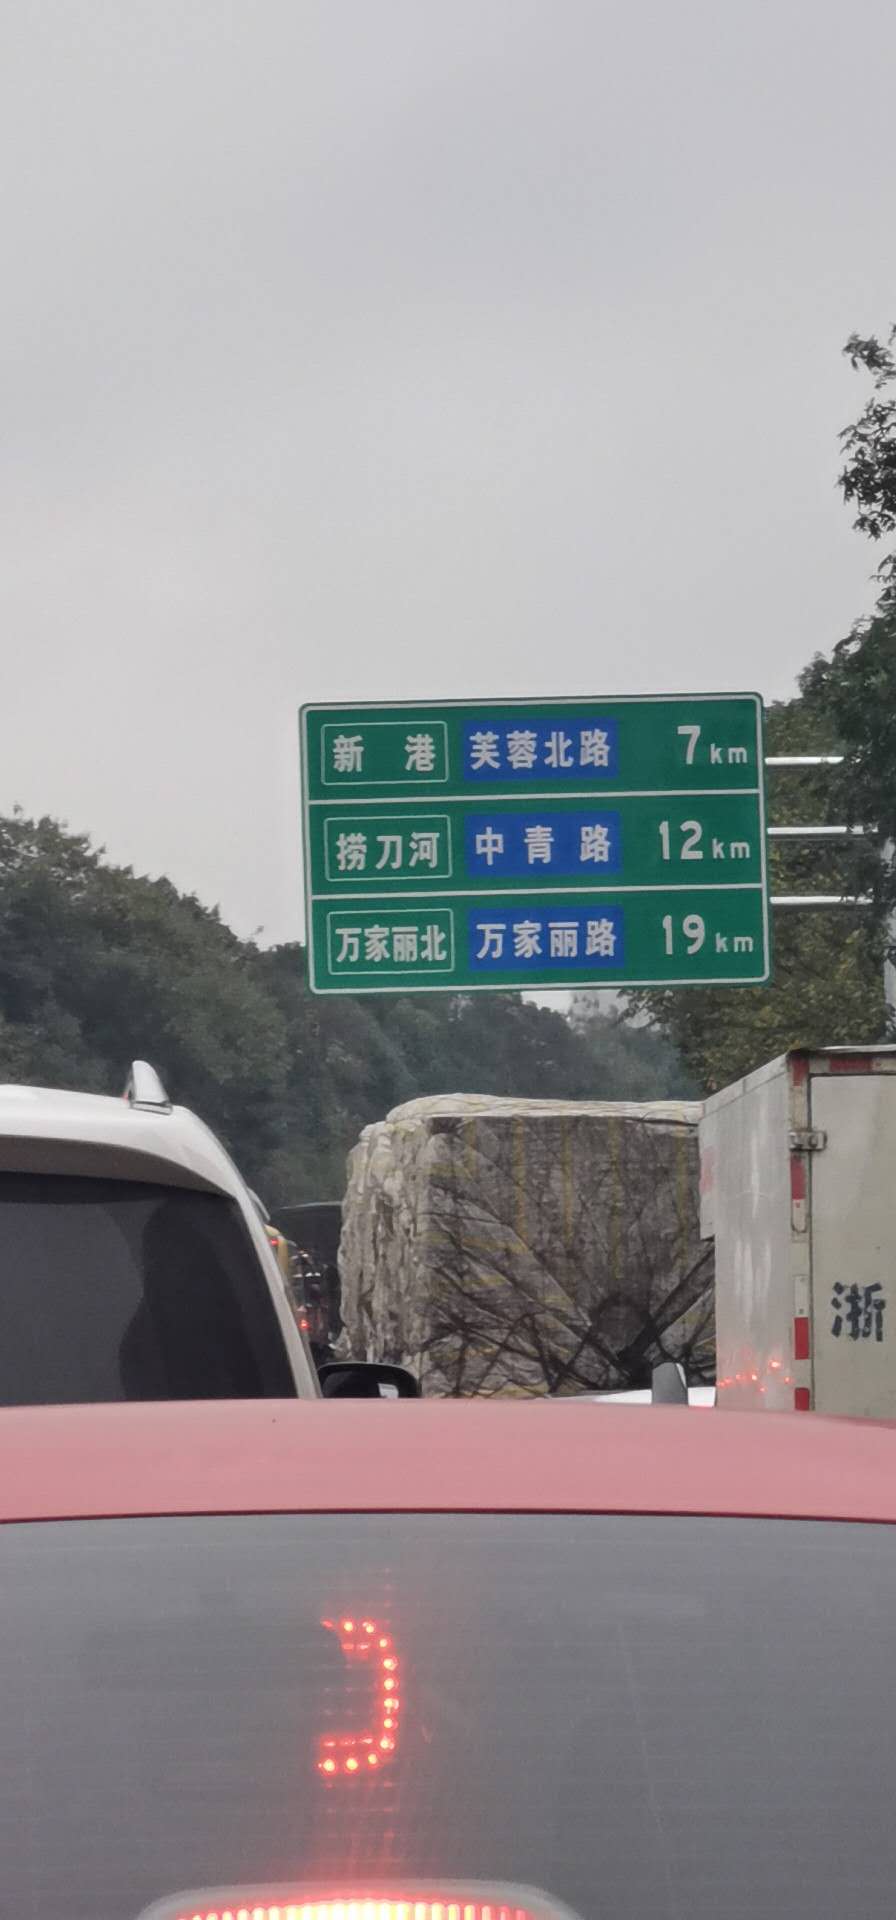 新 港 芙蓉北路 7km
捞刀河 中青路 12km
万家丽北 万家丽路 19km
浙